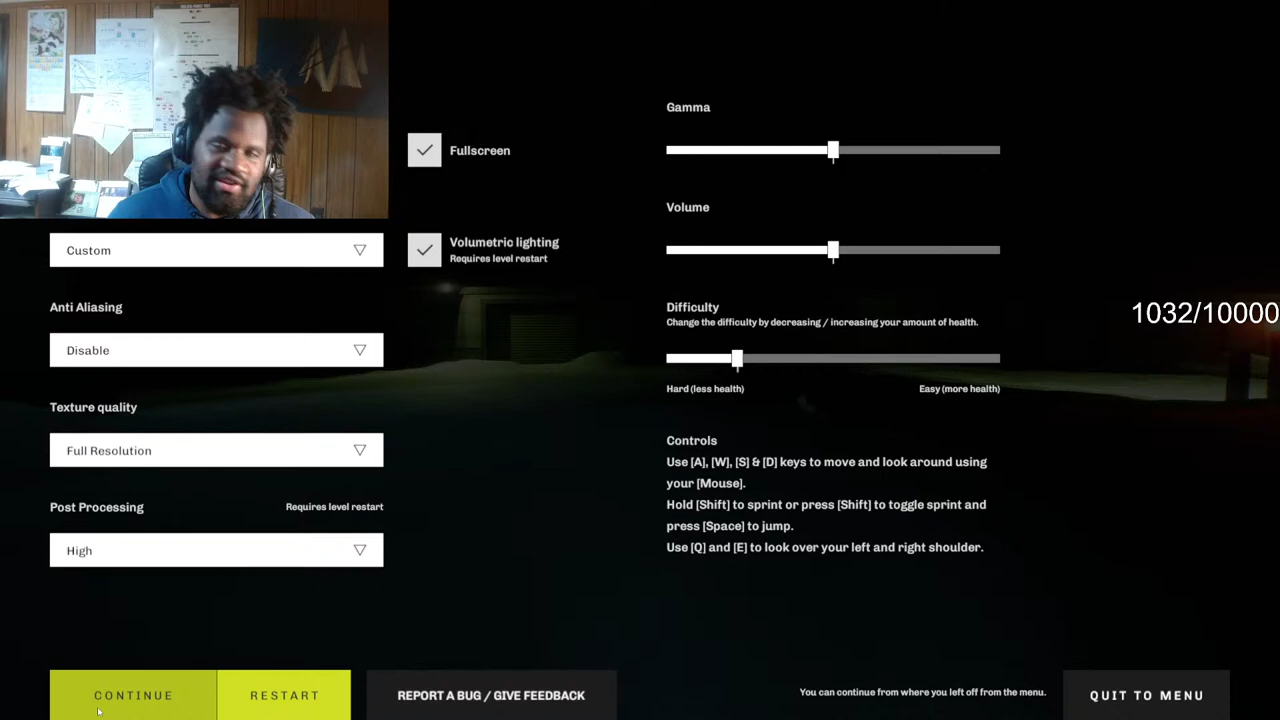 Fullscreen
Custom
Volumetric lighting
Requires level restart
Anti Aliasing
Disable
Texture quality
Full Resolution
Post Processing
Requires level restart
High
Gamma
Volume
Difficulty
Change the difficulty by decreasing / increasing your amount of health.
Hard (less health)
Easy (more health)
Controls
Use [A], [W], [S] & [D] keys to move and look around using
your [Mouse].
Hold [Shift] to sprint or press [Shift] to toggle sprint and
press [Space] to jump.
Use [Q] and [E] to look over your left and right shoulder.
1032/10000
CONTINUE
RESTART
REPORT A BUG / GIVE FEEDBACK
You can continue from where you left off from the menu.
QUIT TO MENU